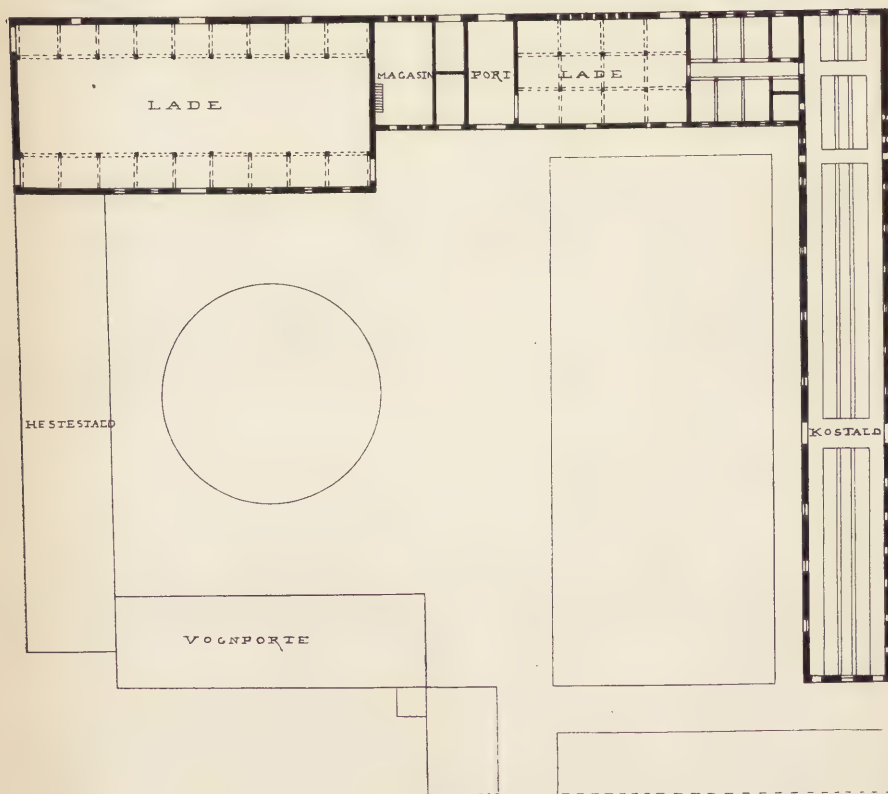 LADE
MAGASIN
PORT
LADE
HESTESTALD
KOSTALD
VOGNPORTE